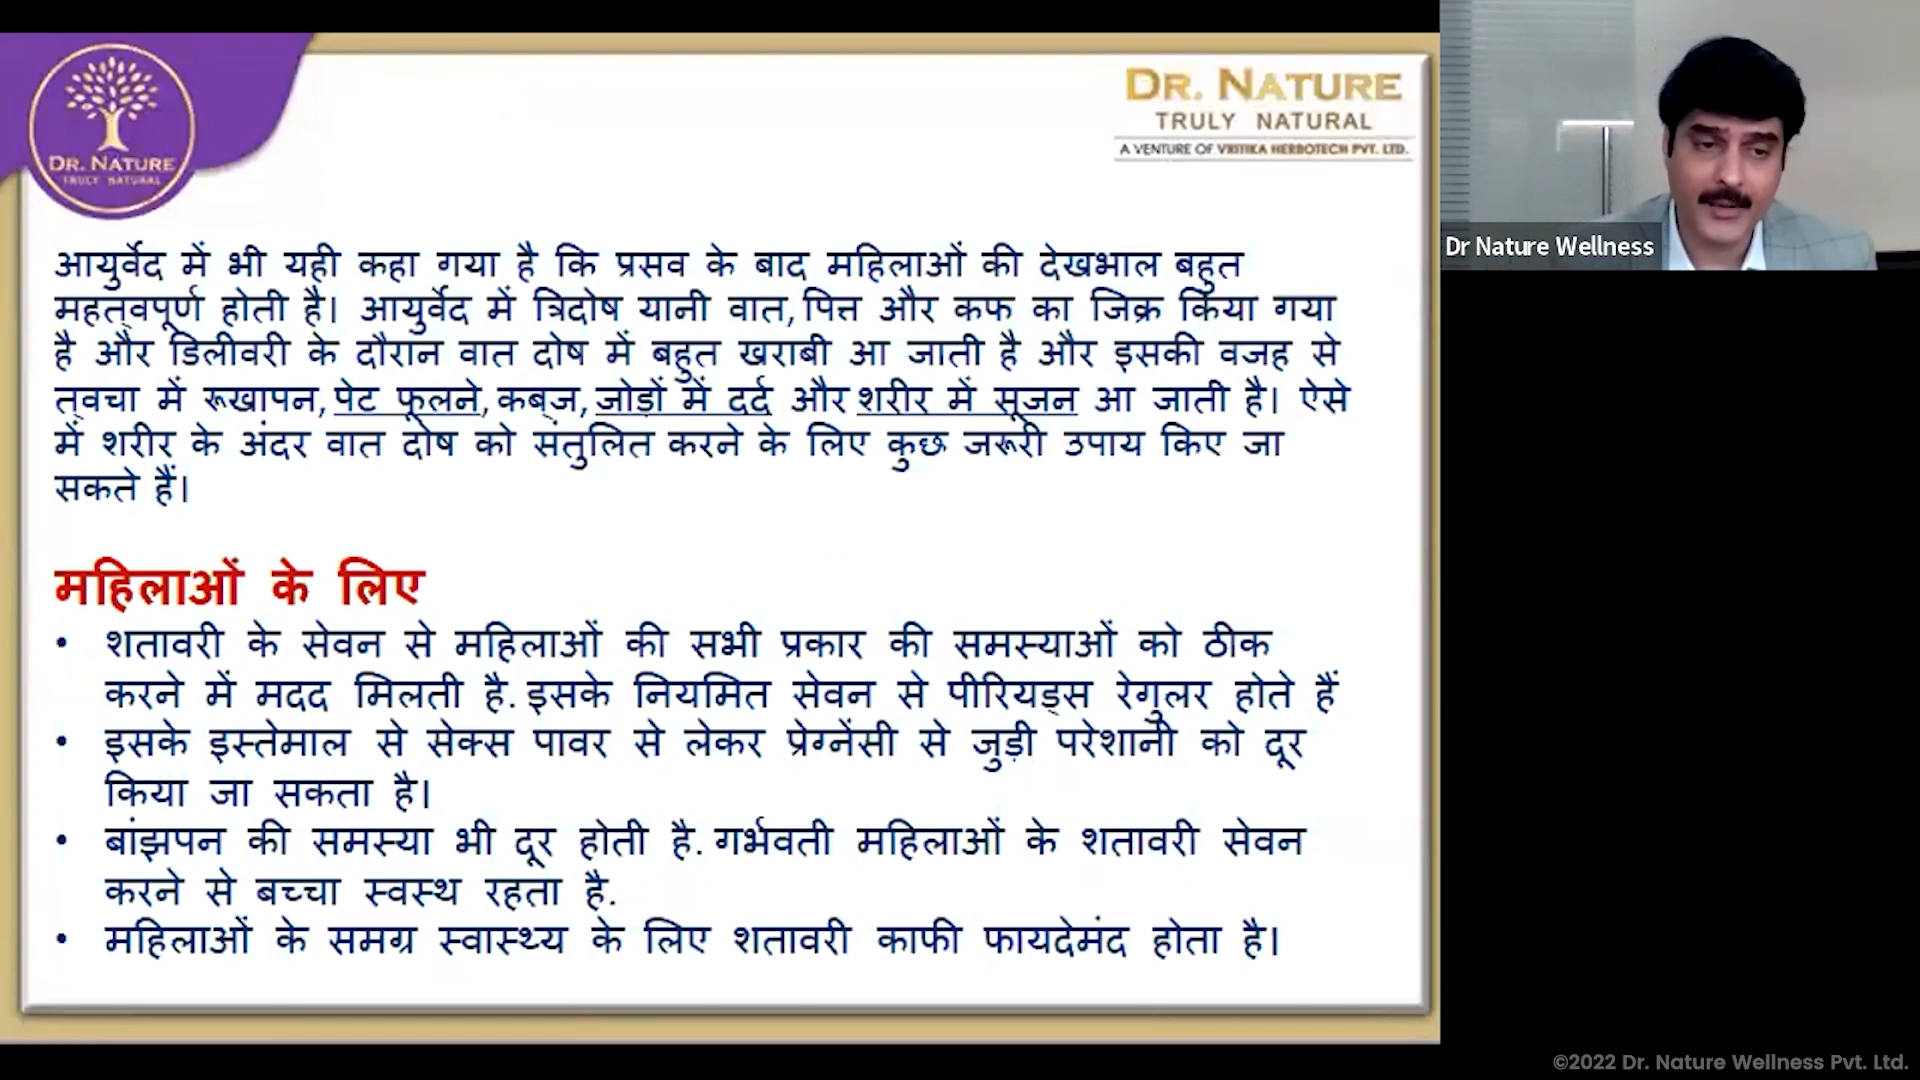 DR. NATURE
TRULY NATURAL
DR. NATURE
TRULY NATURAL
A VENTURE OF VRITIKA HERBOTECH PVT. LTD.
आयुर्वेद में भी यही कहा गया है कि प्रसव के बाद महिलाओं की देखभाल बहुत
महत्वपूर्ण होती है। आयुर्वेद में त्रिदोष यानी वात, पित्त और कफ का जिक्र किया गया
है और डिलीवरी के दौरान वात दोष में बहुत खराबी आ जाती है और इसकी वजह से
त्वचा में रूखापन, पेट फूलने, कब्ज, जोड़ों में दर्द और शरीर में सूजन आ जाती है। ऐसे
में शरीर के अंदर वात दोष को संतुलित करने के लिए कुछ जरूरी उपाय किए जा
सकते हैं।
महिलाओं के लिए
• शतावरी के सेवन से महिलाओं की सभी प्रकार की समस्याओं को ठीक
करने में मदद मिलती है. इसके नियमित सेवन से पीरियड्स रेगुलर होते हैं
• इसके इस्तेमाल से सेक्स पावर से लेकर प्रेग्नेंसी से जुड़ी परेशानी को दूर
किया जा सकता है।
• बांझपन की समस्या भी दूर होती है. गर्भवती महिलाओं के शतावरी सेवन
करने से बच्चा स्वस्थ रहता है.
• महिलाओं के समग्र स्वास्थ्य के लिए शतावरी काफी फायदेमंद होता है।
Dr Nature Wellness
©2022 Dr. Nature Wellness Pvt. Ltd.